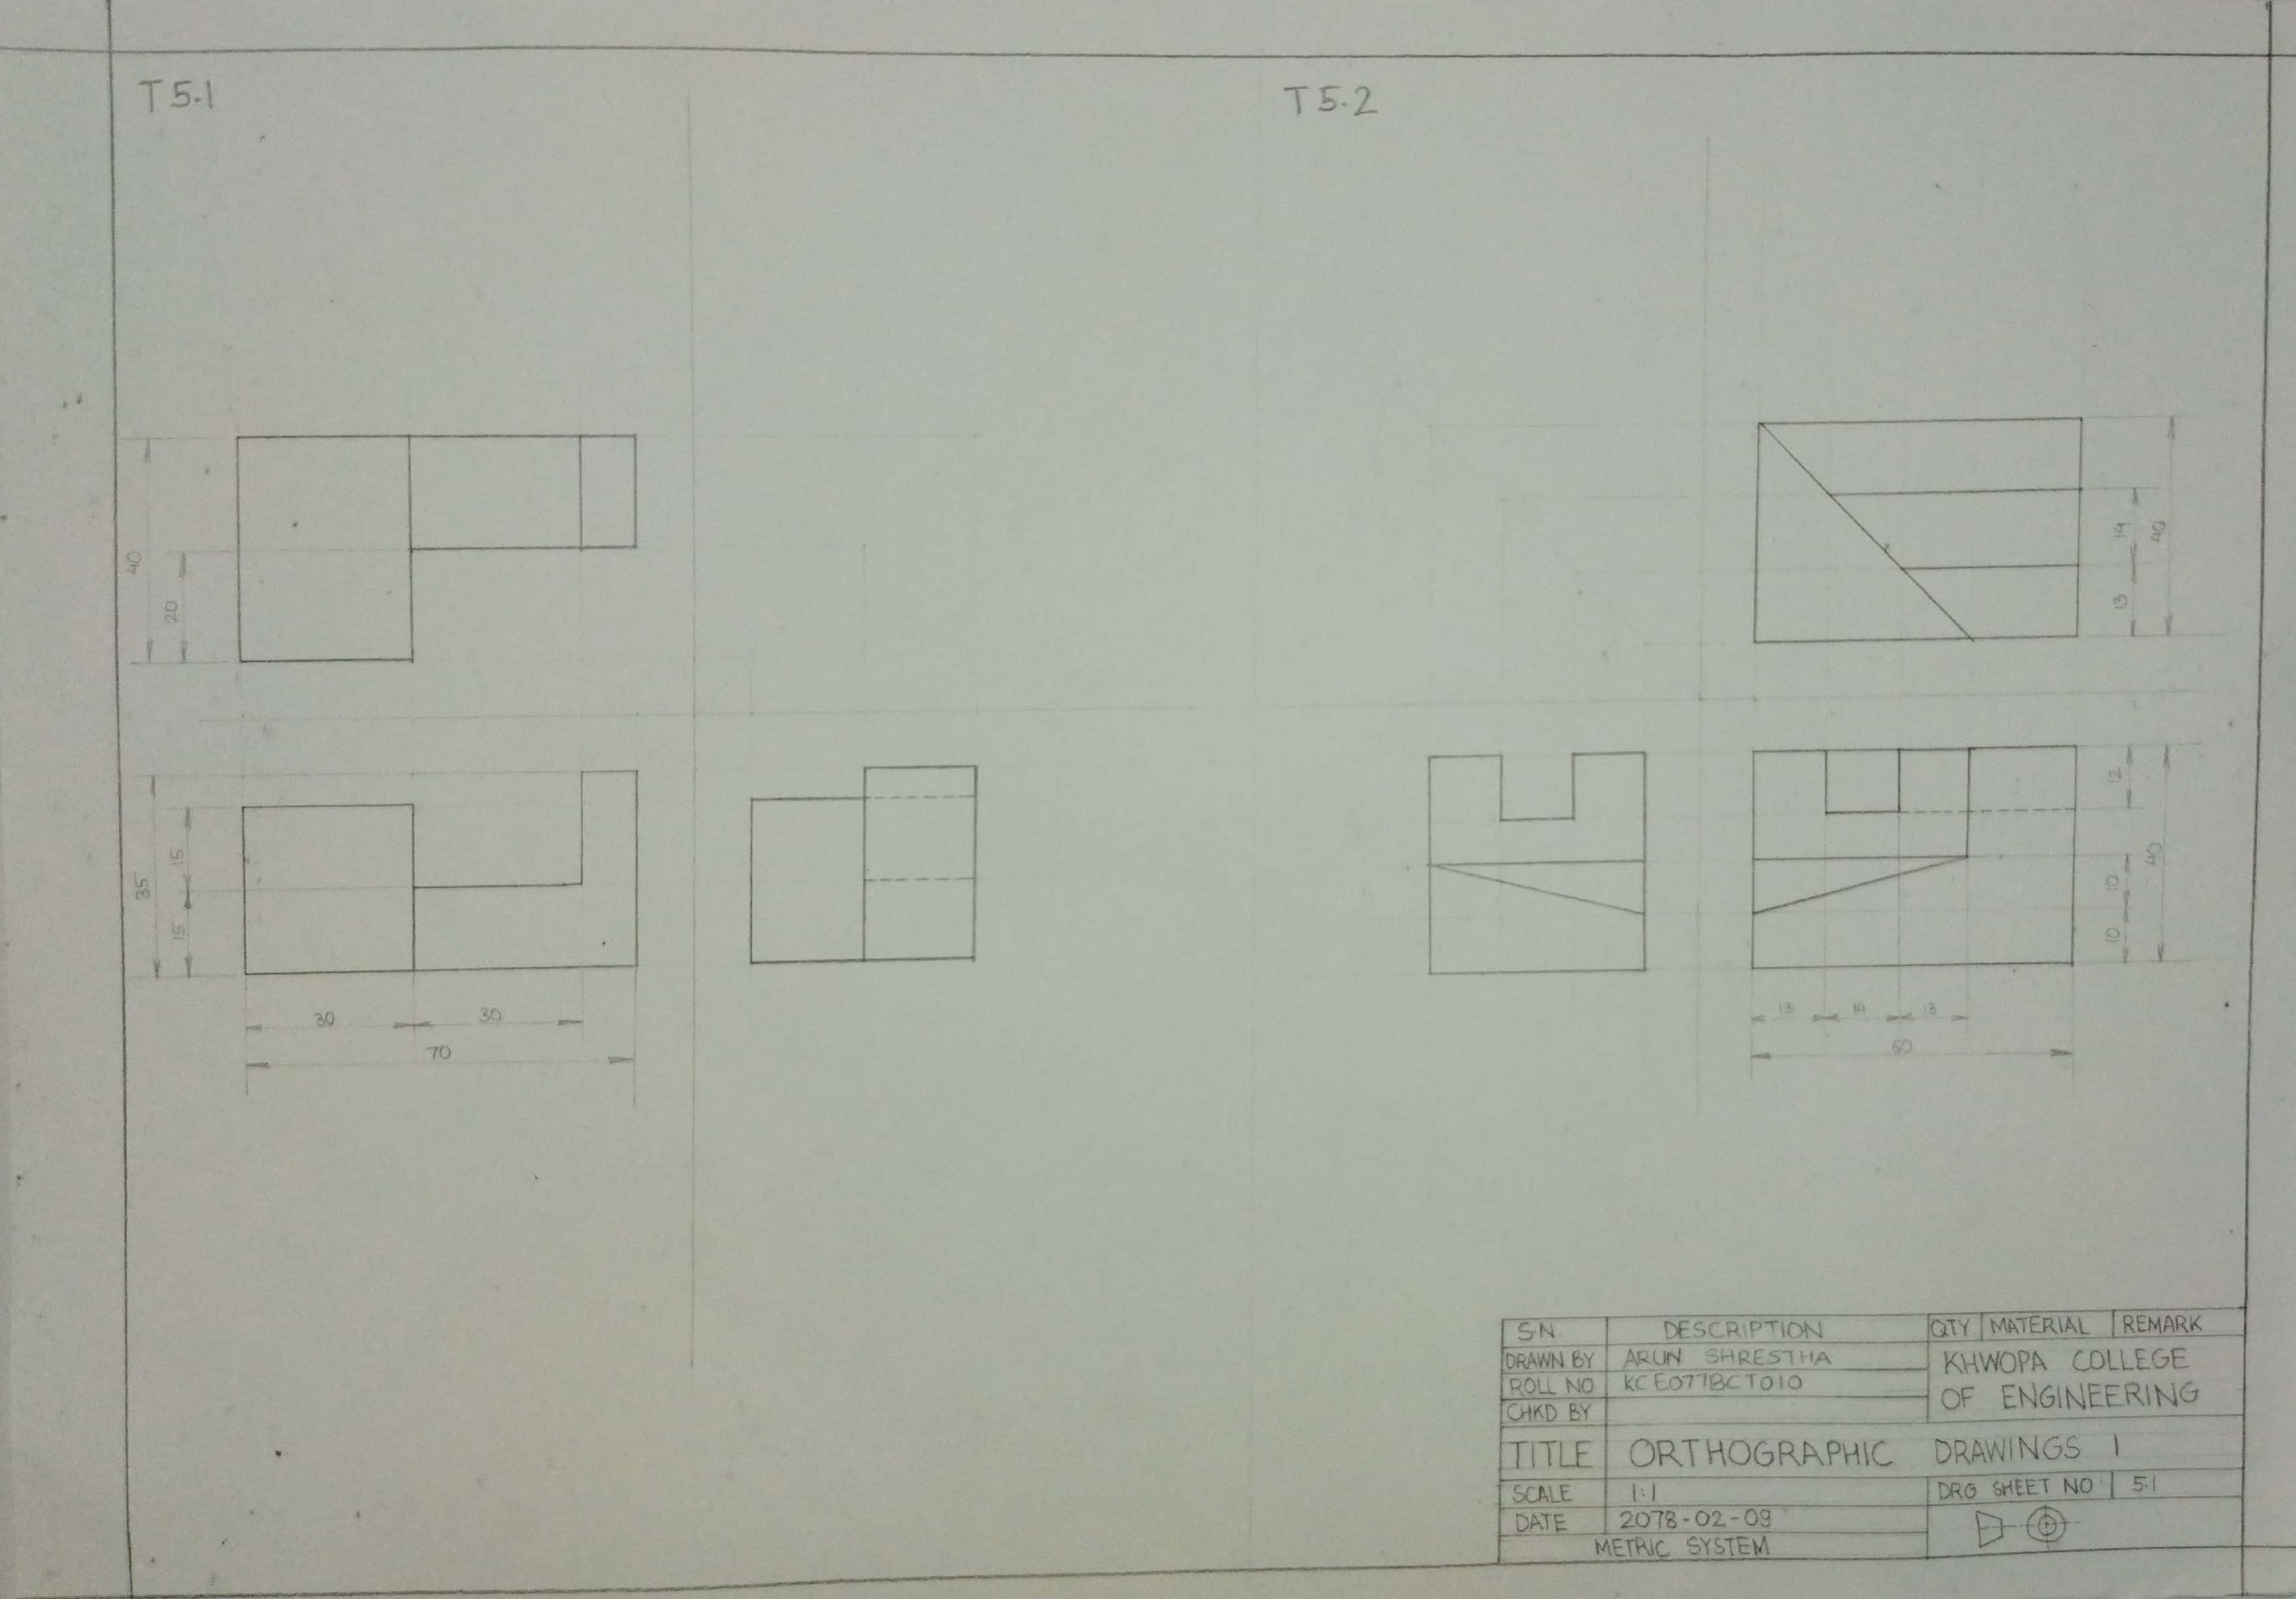 T 5.1
T 5.2
40
20
14
40
13
35
15
15
12
40
10
10
30
30
70
13
14
13
60
S.N DESCRIPTION QTY MATERIAL REMARK
DRAWN BY ARUN SHRESTHA
ROLL NO KCE077BCT010
CHKD BY
KHWOPA COLLEGE
OF ENGINEERING
TITLE ORTHOGRAPHIC DRAWINGS 1
SCALE 1:1 DRG SHEET NO 5.1
DATE 2078-02-09
METRIC SYSTEM